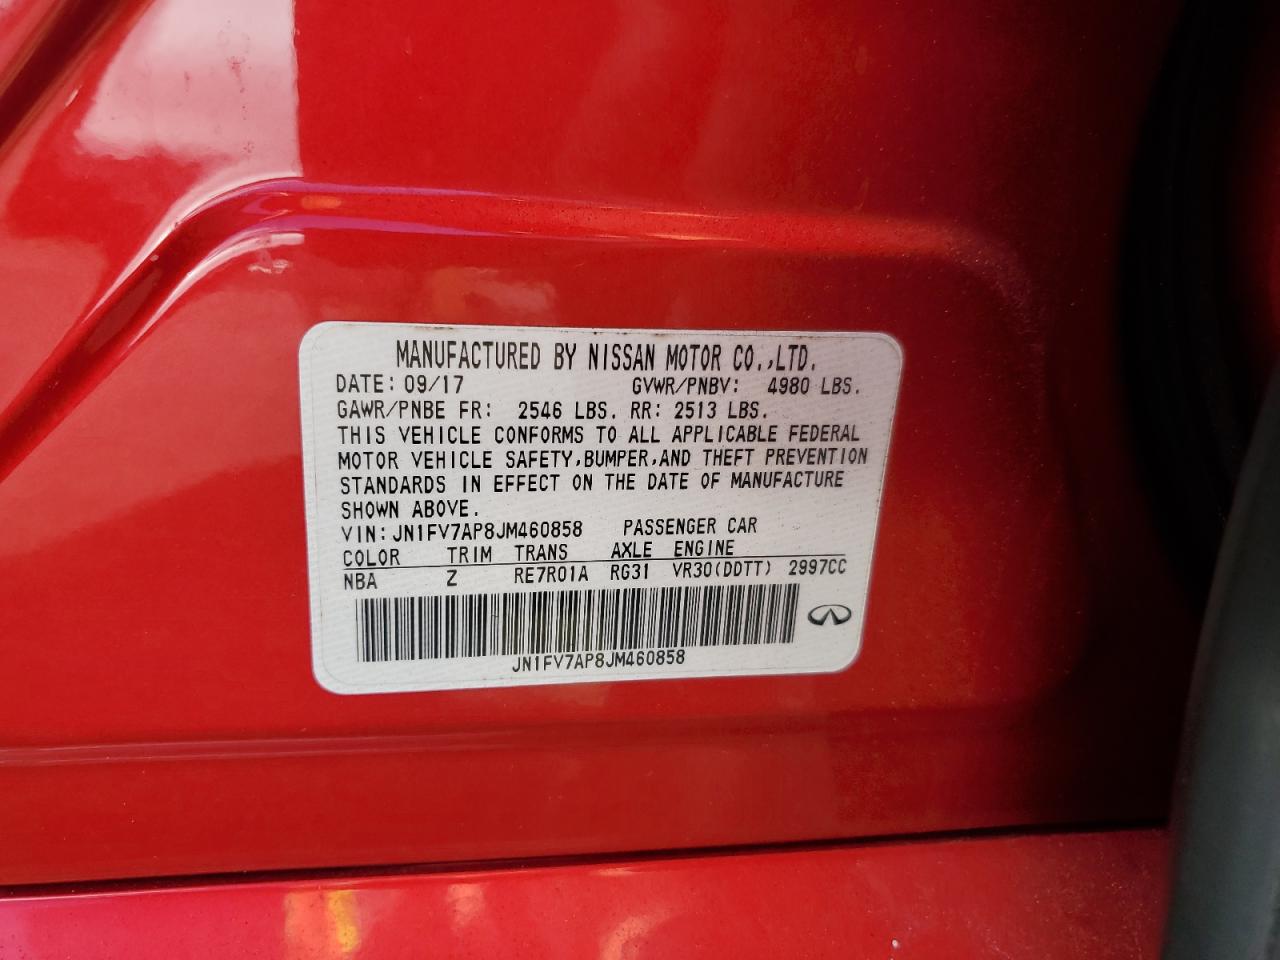 MANUFACTURED BY NISSAN MOTOR CO.,LTD.
DATE: 09/17 GVWR/PNBV: 4980 LBS.
GAWR/PNBE FR: 2546 LBS. RR: 2513 LBS.
THIS VEHICLE CONFORMS TO ALL APPLICABLE FEDERAL
MOTOR VEHICLE SAFETY,BUMPER,AND THEFT PREVENTION
STANDARDS IN EFFECT ON THE DATE OF MANUFACTURE
SHOWN ABOVE.
VIN:JN1FV7AP8JM460858 PASSENGER CAR
COLOR TRIM TRANS AXLE ENGINE
NBA Z RE7R01A RG31 VR30(DDTT) 2997CC
JN1FV7AP8JM460858